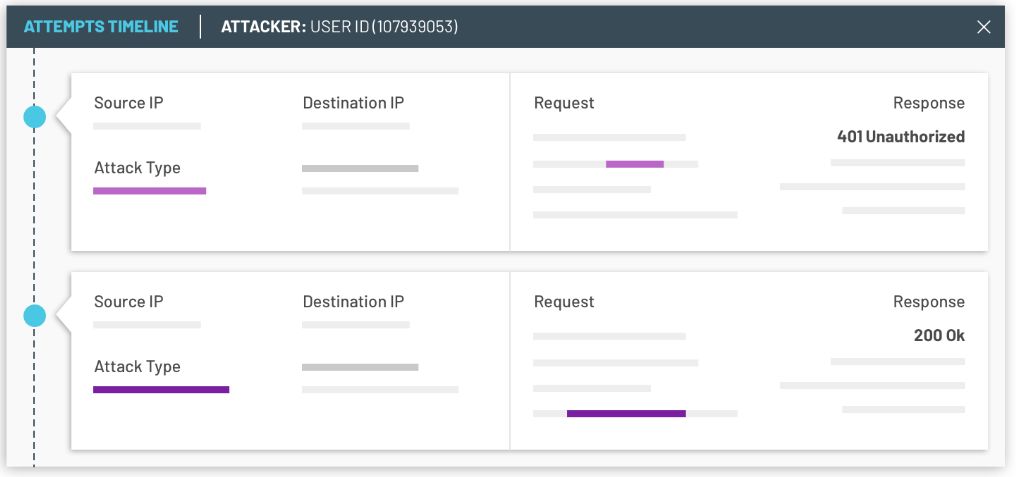 ATTEMPTS TIMELINE ATTACKER: USER ID (107939053)
Source IP Destination IP Request Response
401 Unauthorized
Attack Type
Source IP Destination IP Request Response
200 Ok
Attack Type